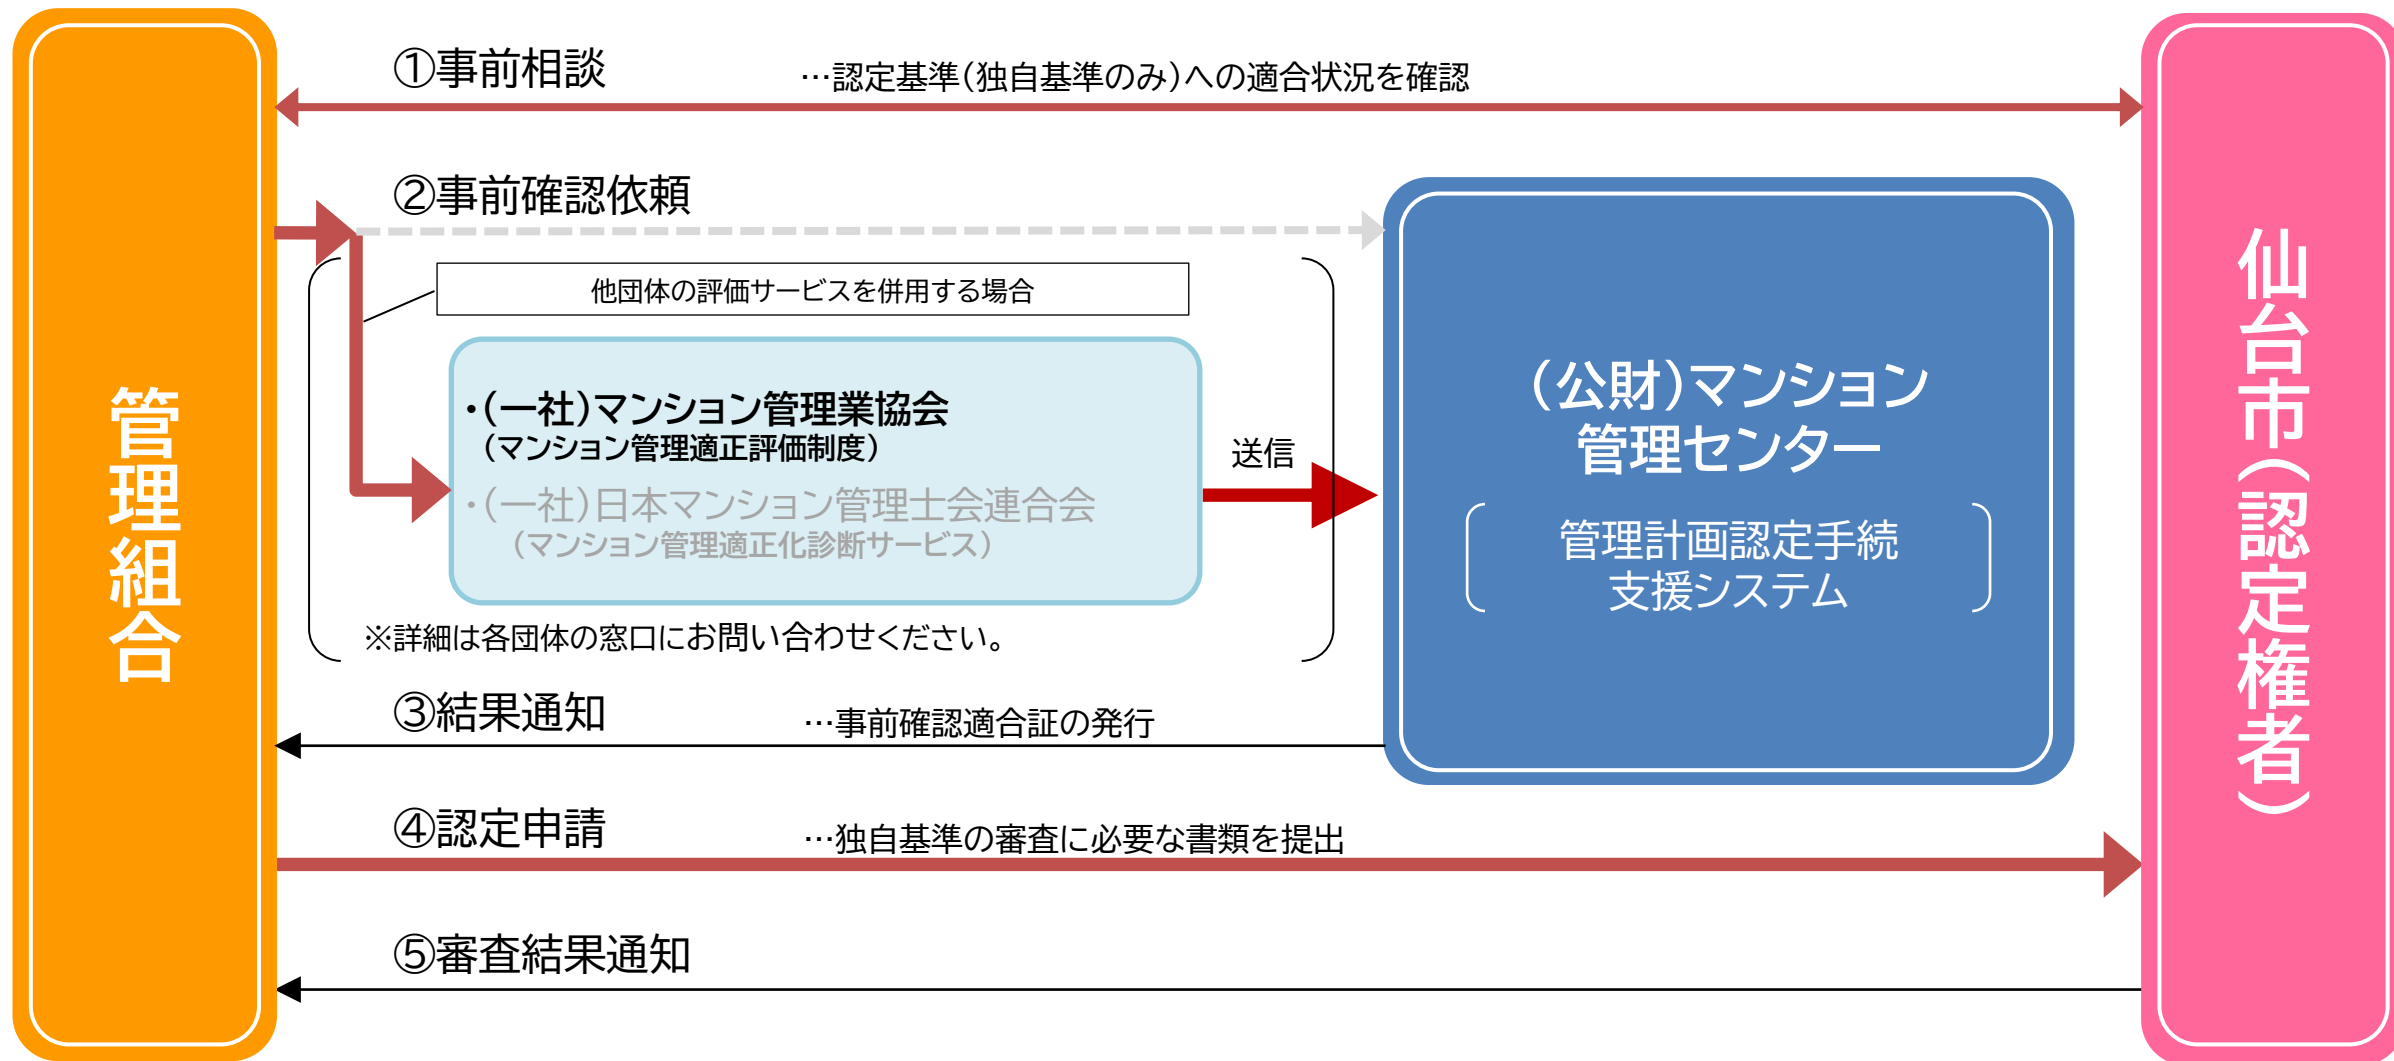 管理組合
①事前相談
…認定基準(独自基準のみ)への適合状況を確認
②事前確認依頼
他団体の評価サービスを併用する場合
・(一社)マンション管理業協会
(マンション管理適正評価制度)
・(一社)日本マンション管理士会連合会
(マンション管理適正化診断サービス)
※詳細は各団体の窓口にお問い合わせください。
送信
(公財)マンション
管理センター
管理計画認定手続
支援システム
③結果通知
…事前確認適合証の発行
④認定申請
…独自基準の審査に必要な書類を提出
⑤審査結果通知
仙台市(認定権者)